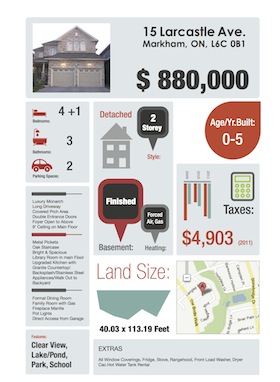 15 Larcastle Ave.
Markham, ON, L6C 0B1
$ 880,000
Bedrooms:
4 +1
Bathrooms:
3
Parking Spaces:
2
Detached
2
Storey
Style:
Age/Yr.Built:
0-5
Finished
Basement:
Forced
Air, Gas
Heating:
Taxes:
$4,903 (2011)
Luxury Monarch
Long Driveway
Covered Prch Area
Double Entrance Doors
Foyer Open to Above
9' Ceiling on Main Floor
Metal Pickets
Oak Staircase
Bright & Spacious
Library Room in main Floor
Upgraded Kitchen with
Granite Countertop/
Backsplash/Stainless Steel
Appliances/Walk Out to
Backyard
Formal Dining Room
Family Room with Gas
Fireplace Mantle
Pot Lights
Direct Access from Garage
Land Size:
40.03 x 113.19 Feet
Features:
Clear View,
Lake/Pond,
Park, School
EXTRAS
All Window Coverings, Fridge, Stove, Rangehood, Front Load Washer, Dryer
Cac Hot Water Tank Rental